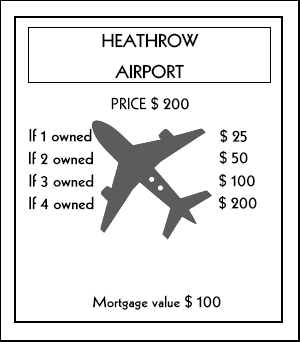 HEATHROW
AIRPORT
PRICE $ 200
If 1 owned $ 25
If 2 owned $ 50
If 3 owned $ 100
If 4 owned $ 200
Mortgage value $ 100